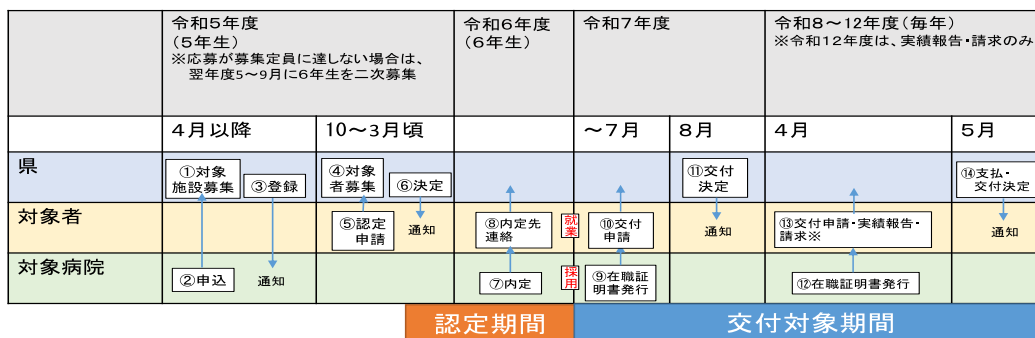 令和5年度
(5年生)
※応募が募集定員に達しない場合は、
翌年度5～9月に6年生を二次募集
令和6年度
(6年生)
令和7年度
令和8～12年度(毎年)
※令和12年度は、実績報告・請求のみ
4月以降
10～3月頃
～7月
8月
4月
5月
県
①対象
施設募集
③登録
④対象
者募集
⑥決定
⑪交付
決定
⑭支払・
交付決定
対象者
⑤認定
申請
通知
⑧内定先
連絡
就業
⑩交付
申請
通知
⑬交付申請・実績報告・
請求※
通知
対象病院
②申込
通知
⑦内定
採用
⑨在職証
明書発行
⑫在職証明書発行
認定期間
交付対象期間